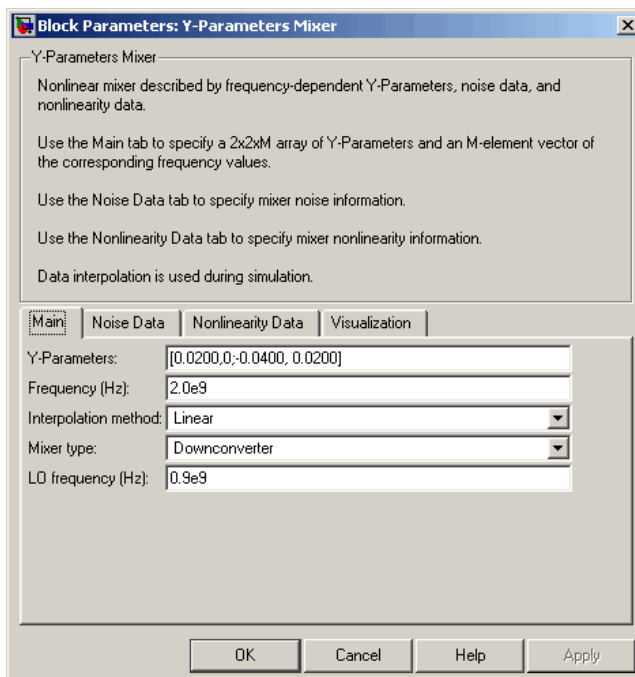 Block Parameters: Y-Parameters Mixer
Y-Parameters Mixer
Nonlinear mixer described by frequency-dependent Y-Parameters, noise data, and
nonlinearity data.
Use the Main tab to specify a 2x2xM array of Y-Parameters and an M-element vector of
the corresponding frequency values.
Use the Noise Data tab to specify mixer noise information.
Use the Nonlinearity Data tab to specify mixer nonlinearity information.
Data interpolation is used during simulation.
Main Noise Data Nonlinearity Data Visualization
Y-Parameters: [0.0200,0;-0.0400, 0.0200]
Frequency (Hz): 2.0e9
Interpolation method: Linear
Mixer type: Downconverter
LO frequency (Hz): 0.9e9
OK Cancel Help Apply